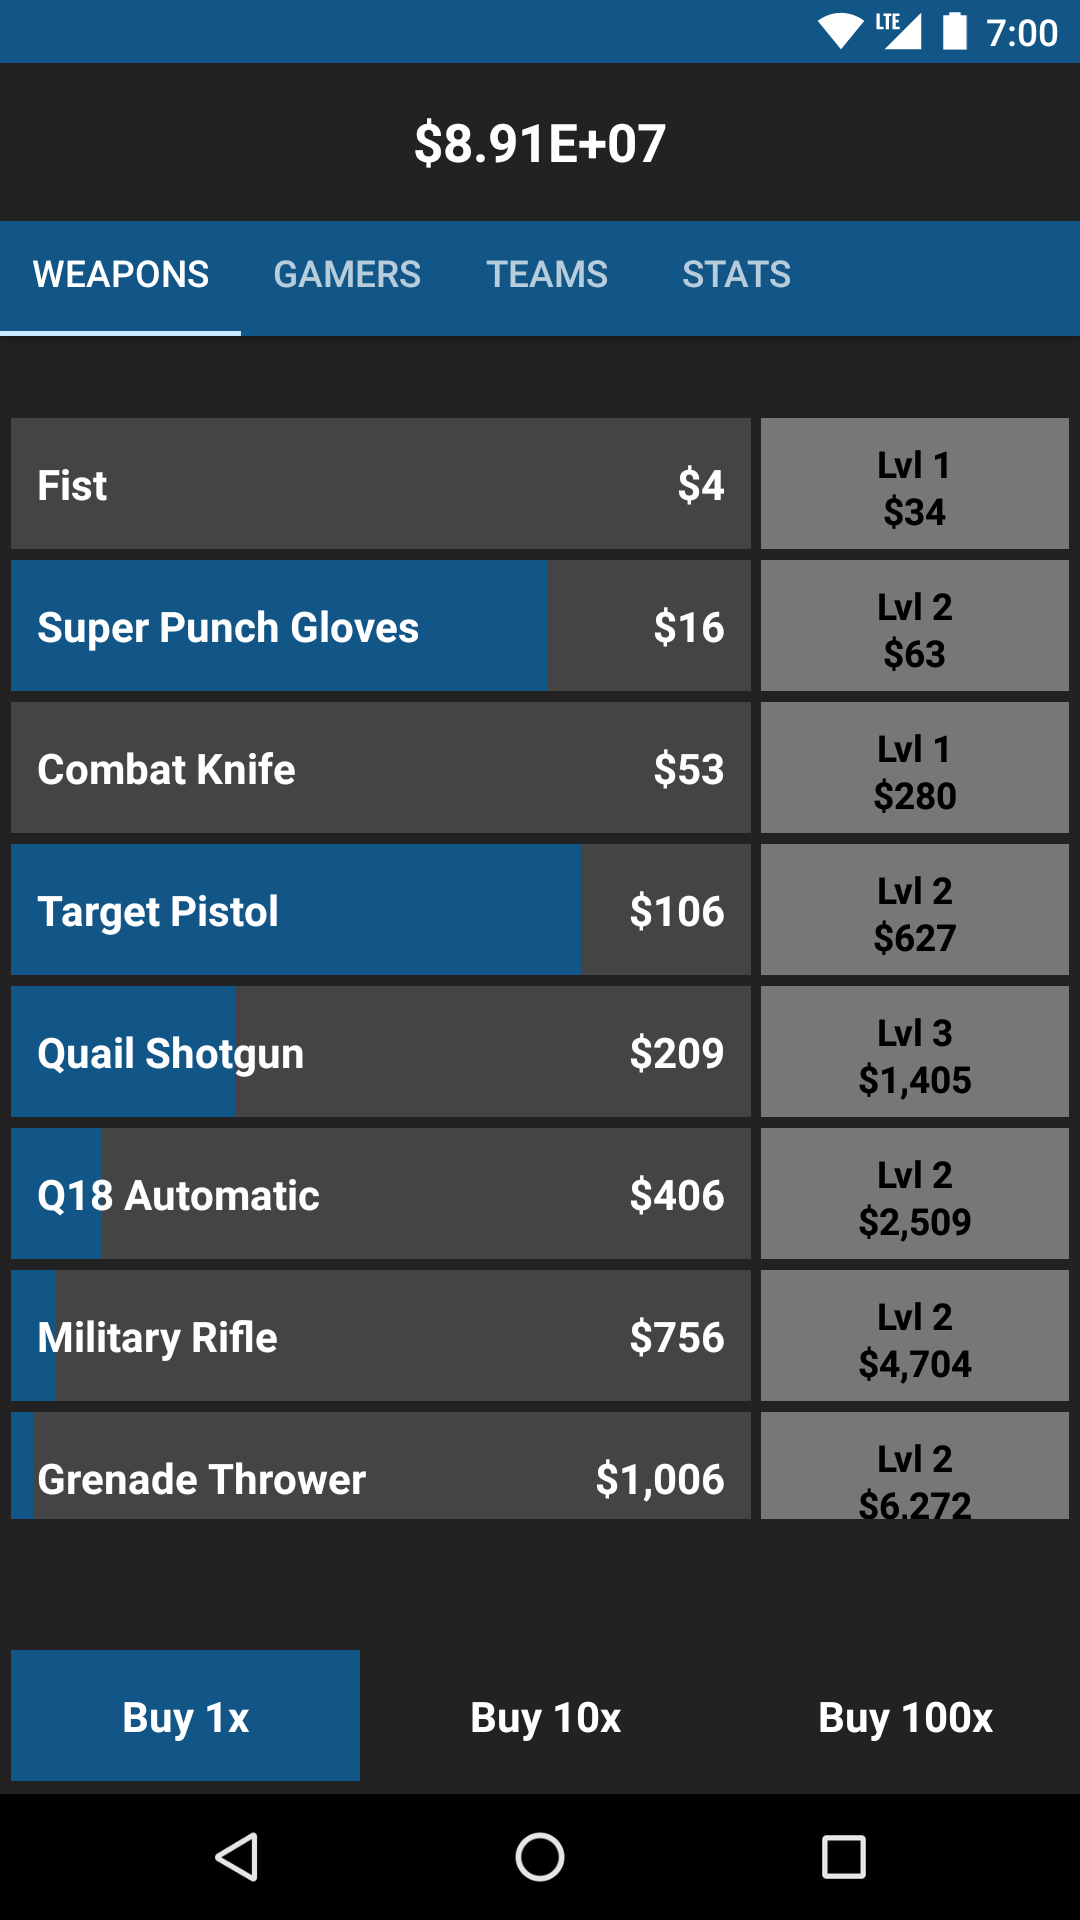 LTE 7:00
$8.91E+07
WEAPONS GAMERS TEAMS STATS
Fist $4 Lvl 1
$34
Super Punch Gloves $16 Lvl 2
$63
Combat Knife $53 Lvl 1
$280
Target Pistol $106 Lvl 2
$627
Quail Shotgun $209 Lvl 3
$1,405
Q18 Automatic $406 Lvl 2
$2,509
Military Rifle $756 Lvl 2
$4,704
Grenade Thrower $1,006 Lvl 2
$6,272
Buy 1x Buy 10x Buy 100x